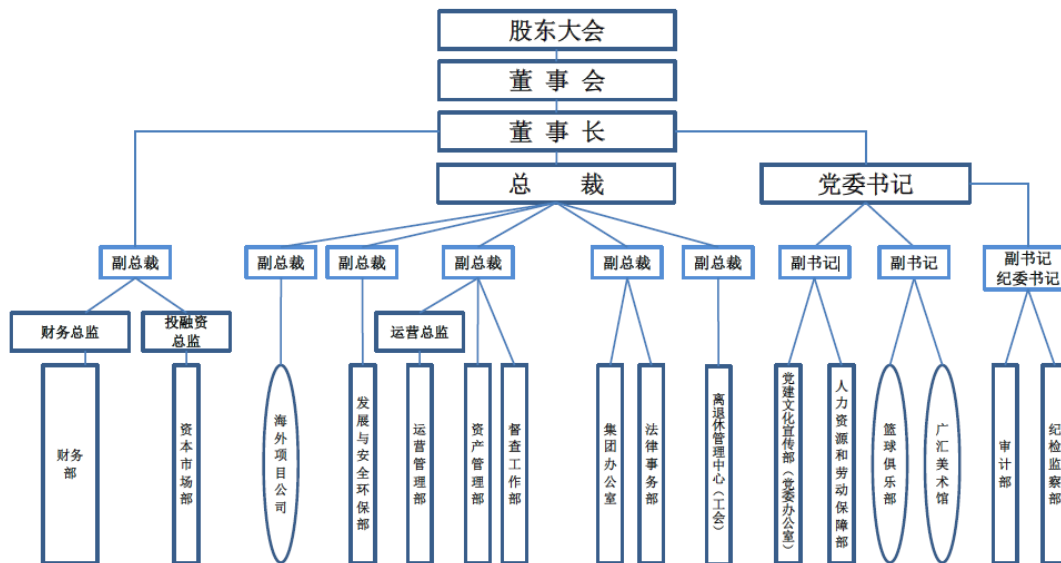 股东大会
董事会
董事长
总裁
党委书记
副总裁
副总裁
副总裁
副总裁
副总裁
副总裁
副书记
副书记
副书记
纪委书记
财务总监
投融资
总监
运营总监
财务部
资本市场部
海外项目公司
发展与安全环保部
运营管理部
资产管理部
督查工作部
集团办公室
法律事务部
离退休管理中心（工会）
党建文化宣传部（党委办公室）
人力资源和劳动保障部
篮球俱乐部
广汇美术馆
审计部
纪检监察部